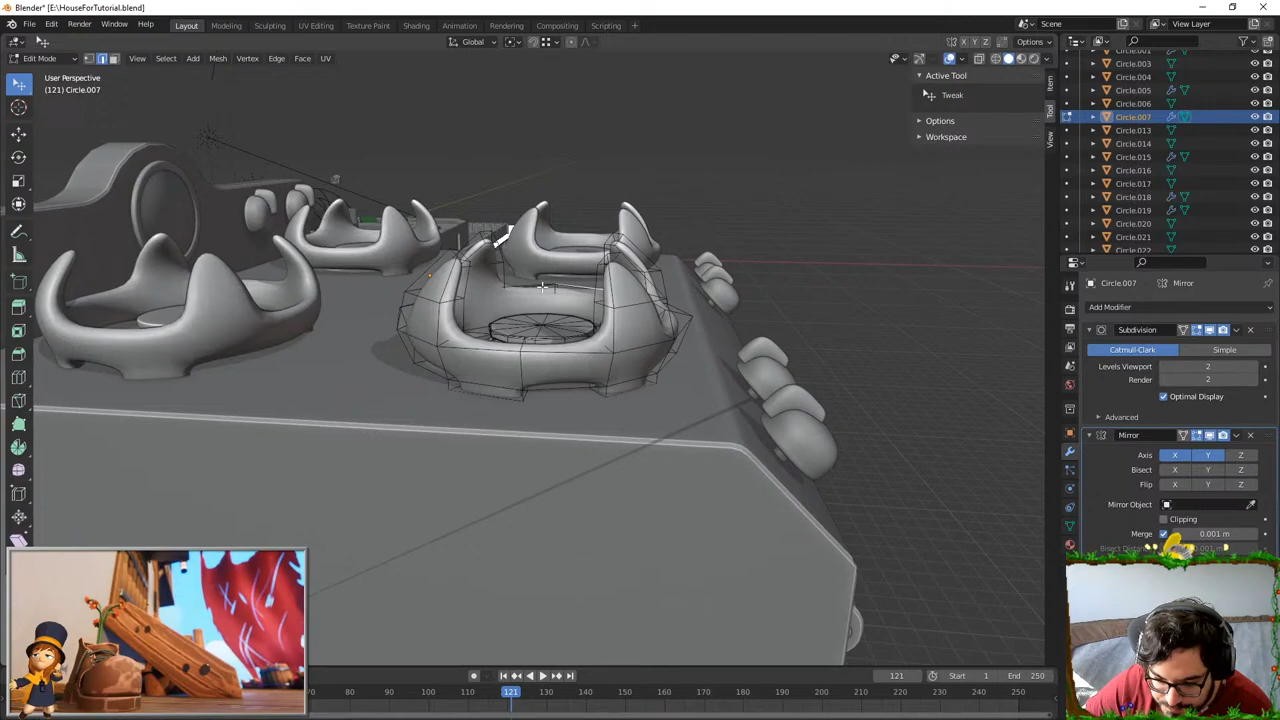 Blender* [E:\HouseForTutorial.blend]
File Edit Render Window Help Layout Modeling Sculpting UV Editing Texture Paint Shading Animation Rendering Compositing Scripting + Scene View Layer
Global Options
Edit Mode View Select Add Mesh Vertex Edge Face UV X Y Z
User Perspective
(121) Circle.007
Active Tool
Tweak
Options
Workspace
Item
Tool
View
Circle.003
Circle.004
Circle.005
Circle.006
Circle.007
Circle.013
Circle.014
Circle.015
Circle.016
Circle.017
Circle.018
Circle.019
Circle.020
Circle.021
Circle.022
Circle.007 Mirror
Add Modifier
Subdivision
Catmull-Clark Simple
Levels Viewport 2
Render 2
Optimal Display
Advanced
Mirror
Axis X Y Z
Bisect X Y Z
Flip X Y Z
Mirror Object
Clipping
Merge 0.001 m
70 80 90 100 110 121 130 140 150 160 170 180 190 200 210 220 230 240 250
121 Start 1 End 250